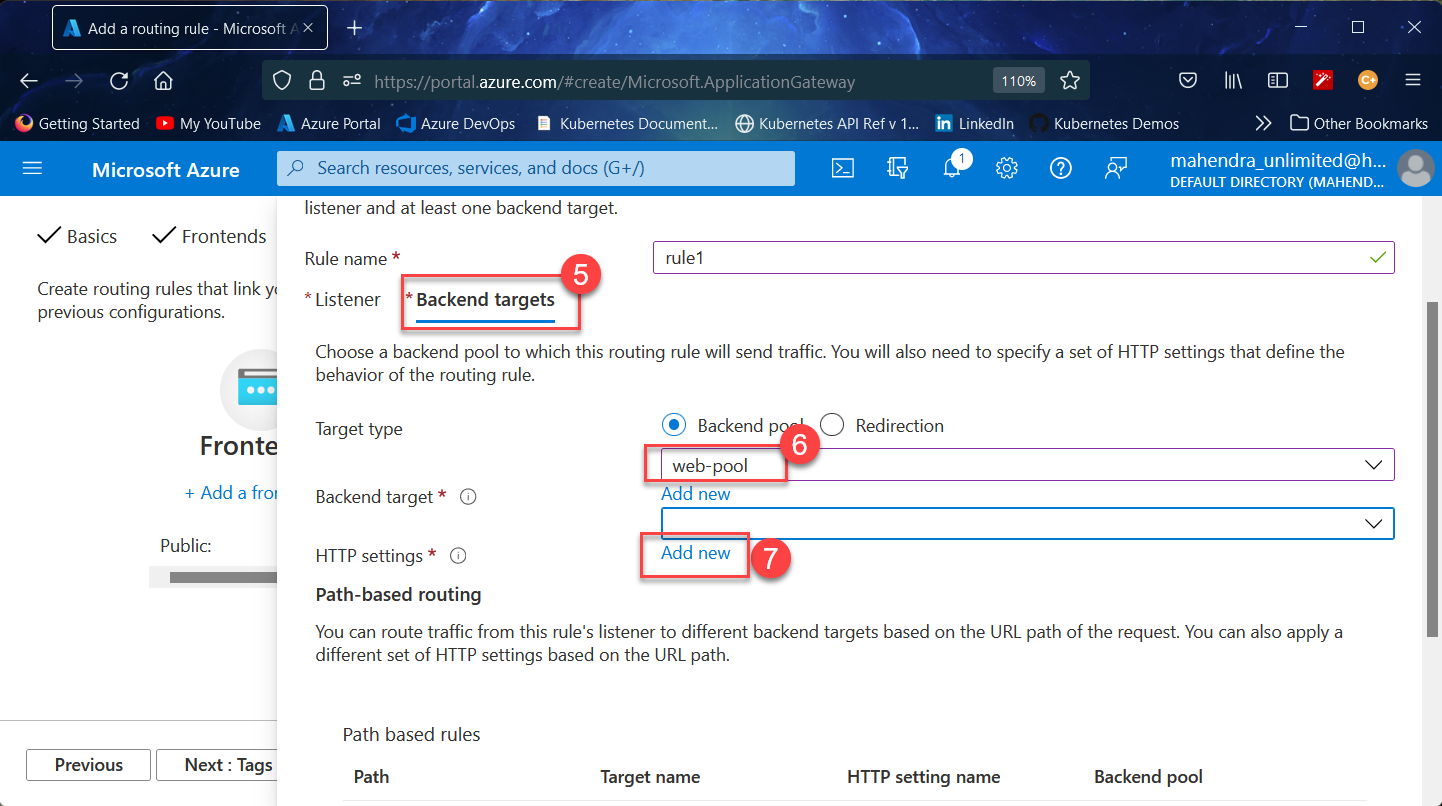 Add a routing rule - Microsoft A
https://portal.azure.com/#create/Microsoft.ApplicationGateway
110%
C+
Getting Started
My YouTube
Azure Portal
Azure DevOps
Kubernetes Document...
Kubernetes API Ref v 1...
LinkedIn
Kubernetes Demos
Other Bookmarks
Microsoft Azure
Search resources, services, and docs (G+/)
1
mahendra_unlimited@h...
DEFAULT DIRECTORY (MAHEND...
listener and at least one backend target.
Basics
Frontends
Create routing rules that link
previous configurations.
Rule name *
rule1
5
* Listener
* Backend targets
Choose a backend pool to which this routing rule will send traffic. You will also need to specify a set of HTTP settings that define the
behavior of the routing rule.
Target type
Backend pool
Redirection
6
web-pool
Backend target *
Add new
HTTP settings *
Add new
7
Fronte
+ Add a fror
Public:
Path-based routing
You can route traffic from this rule's listener to different backend targets based on the URL path of the request. You can also apply a
different set of HTTP settings based on the URL path.
Path based rules
Path
Target name
HTTP setting name
Backend pool
Previous
Next : Tags